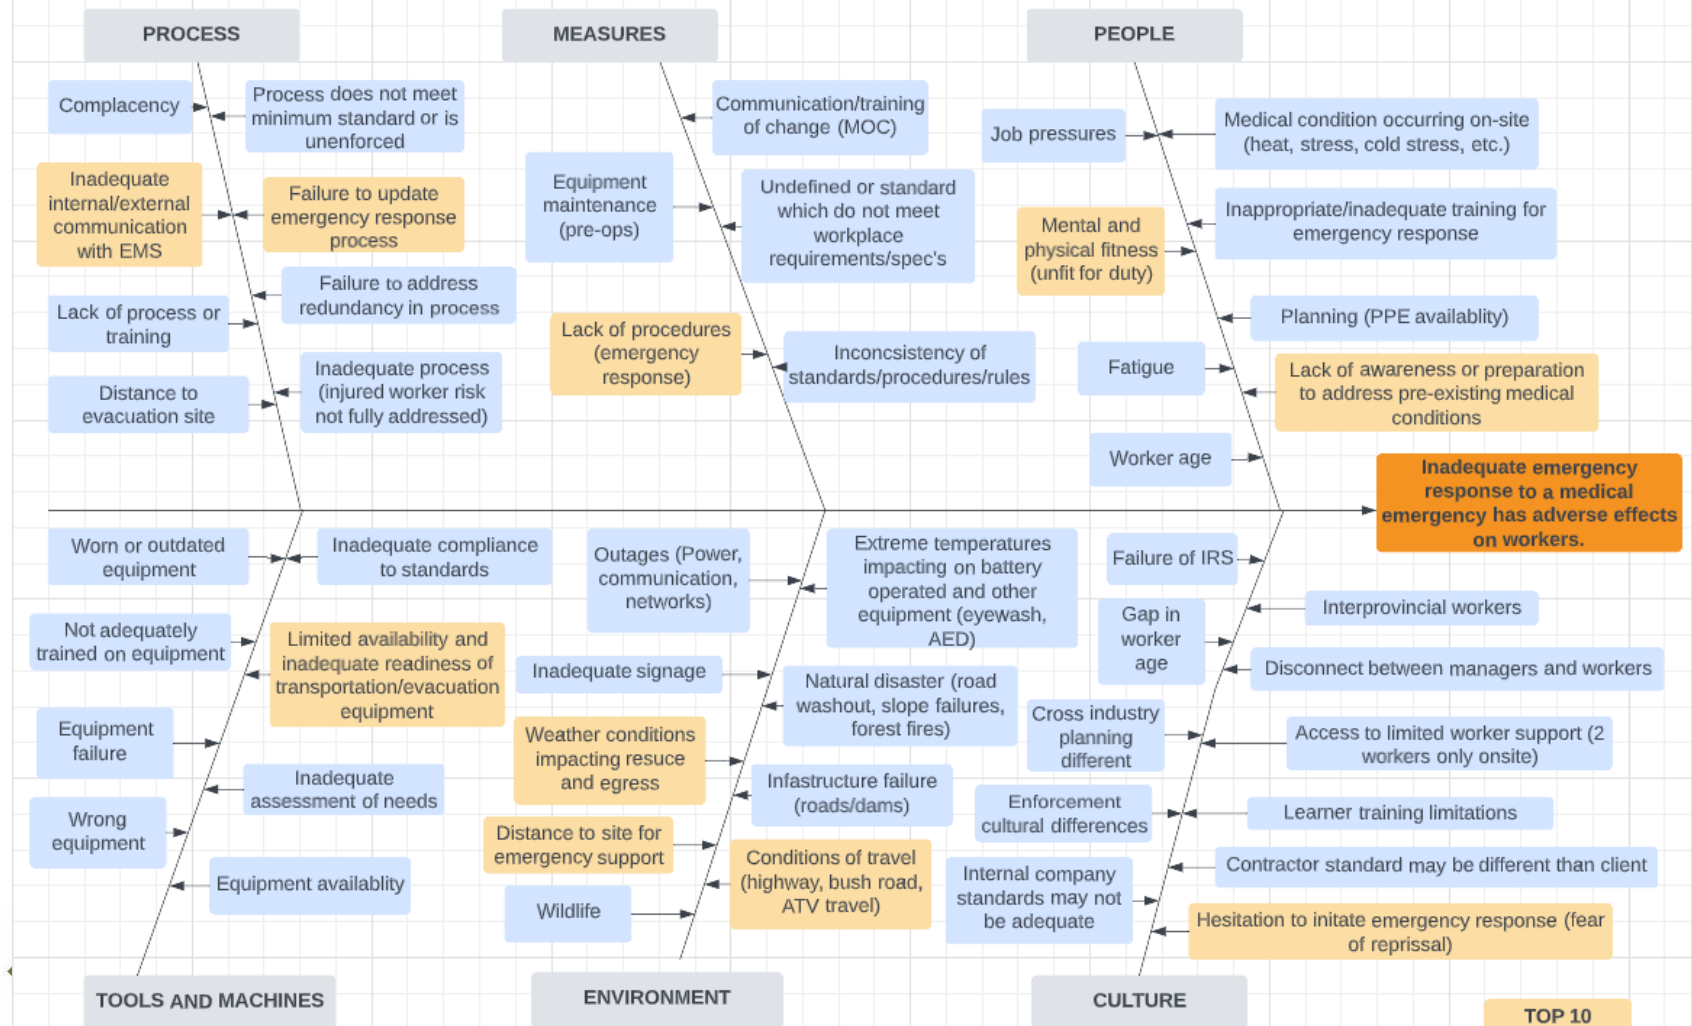 PROCESS
MEASURES
PEOPLE
Complacency
Process does not meet
minimum standard or is
unenforced
Inadequate
internal/external
communication
with EMS
Failure to update
emergency response
process
Failure to address
redundancy in process
Lack of process or
training
Inadequate process
(injured worker risk
not fully addressed)
Distance to
evacuation site
Communication/training
of change (MOC)
Equipment
maintenance
(pre-ops)
Undefined or standard
which do not meet
workplace
requirements/spec's
Lack of procedures
(emergency
response)
Inconcsistency of
standards/procedures/rules
Job pressures
Medical condition occurring on-site
(heat, stress, cold stress, etc.)
Inappropriate/inadequate training for
emergency response
Mental and
physical fitness
(unfit for duty)
Planning (PPE availablity)
Fatigue
Lack of awareness or preparation
to address pre-existing medical
conditions
Worker age
Inadequate emergency
response to a medical
emergency has adverse effects
on workers.
Worn or outdated
equipment
Inadequate compliance
to standards
Not adequately
trained on equipment
Limited availability and
inadequate readiness of
transportation/evacuation
equipment
Equipment
failure
Inadequate
assessment of needs
Wrong
equipment
Equipment availablity
Outages (Power,
communication,
networks)
Extreme temperatures
impacting on battery
operated and other
equipment (eyewash,
AED)
Inadequate signage
Natural disaster (road
washout, slope failures,
forest fires)
Weather conditions
impacting resuce
and egress
Infastructure failure
(roads/dams)
Distance to site for
emergency support
Conditions of travel
(highway, bush road,
ATV travel)
Wildlife
Failure of IRS
Interprovincial workers
Gap in
worker
age
Disconnect between managers and workers
Cross industry
planning
different
Access to limited worker support (2
workers only onsite)
Enforcement
cultural differences
Learner training limitations
Contractor standard may be different than client
Internal company
standards may not
be adequate
Hesitation to initate emergency response (fear
of reprissal)
TOOLS AND MACHINES
ENVIRONMENT
CULTURE
TOP 10